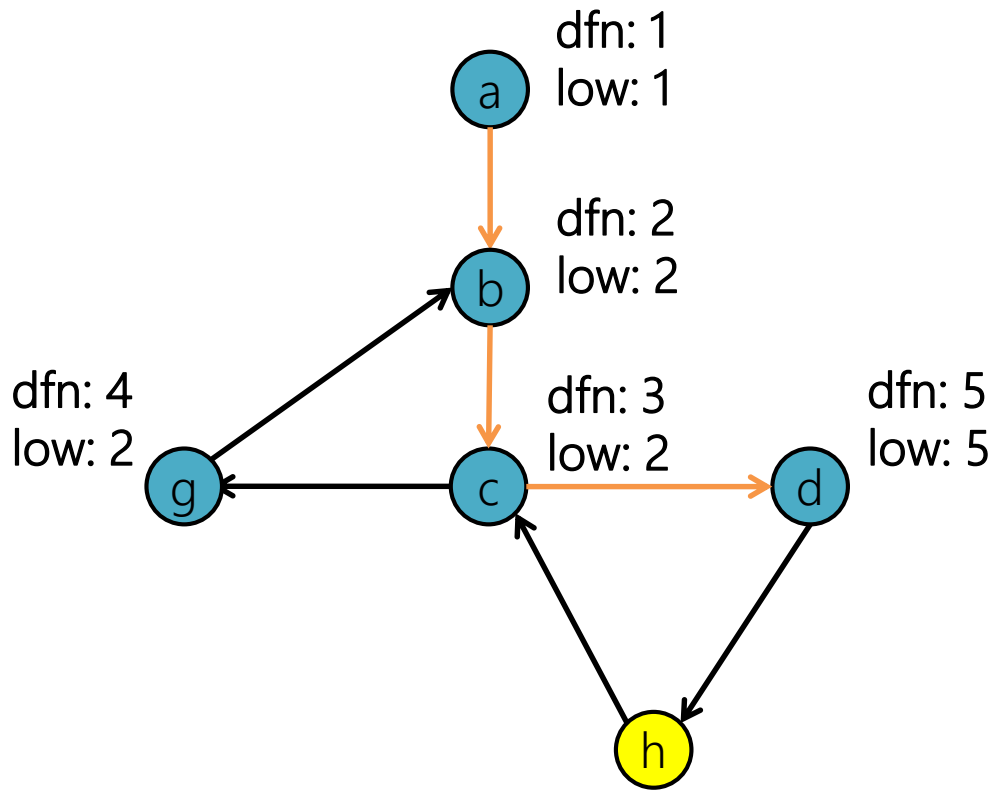 dfn: 1
a
low: 1
dfn: 2
b
low: 2
dfn: 4
low: 2
dfn: 3
low: 2
dfn: 5
low: 5
g
c
d
h